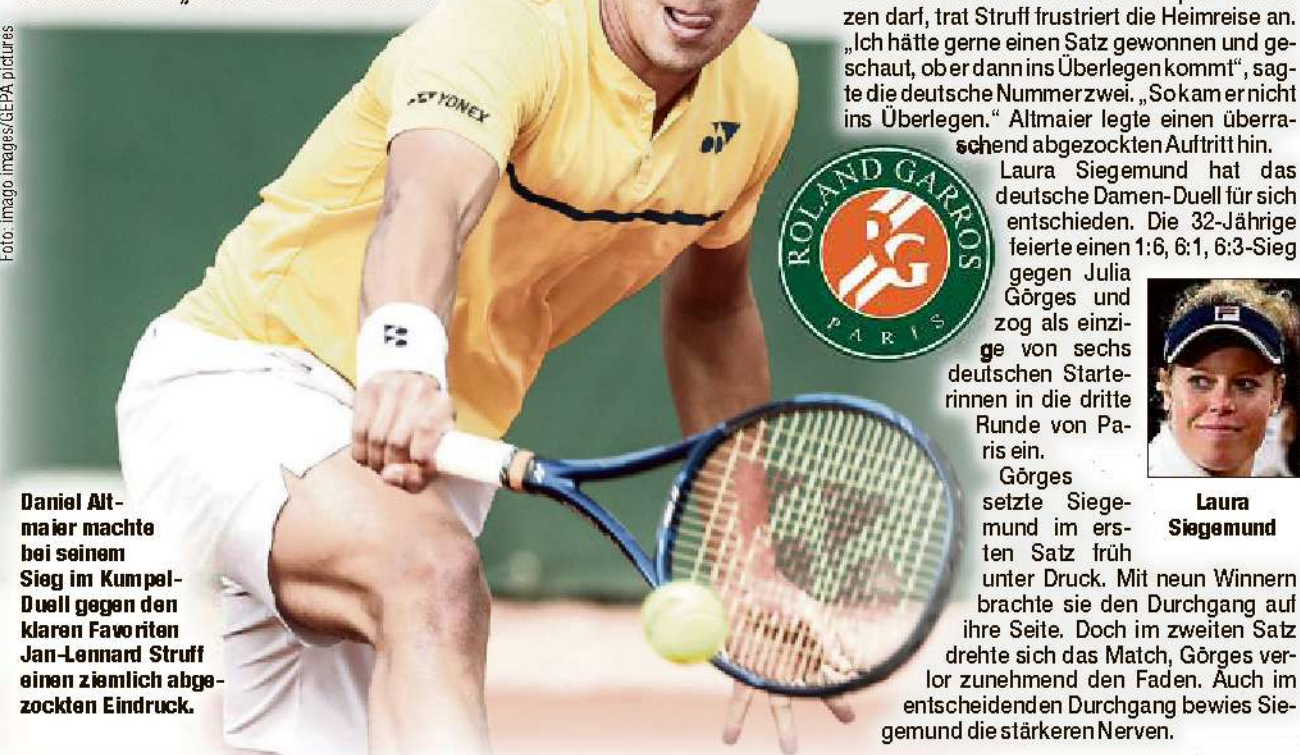 Foto: imago images/GEPA pictures
YONEX
Daniel Alt-
maier machte
bei seinem
Sieg im Kumpel-
Duell gegen den
klaren Favoriten
Jan-Lennard Struff
einen ziemlich abge-
zockten Eindruck.
zen darf, trat Struff frustriert die Heimreise an.
„Ich hätte gerne einen Satz gewonnen und ge-
schaut, ob er dann ins Überlegen kommt“, sag-
te die deutsche Nummer zwei. „So kam er nicht
ins Überlegen.“ Altmaier legte einen überra-
schend abgezockten Auftritt hin.
ROLAND GARROS
RG
PARIS
Laura Siegemund hat das
deutsche Damen-Duell für sich
entschieden. Die 32-Jährige
feierte einen 1:6, 6:1, 6:3-Sieg
gegen Julia
Görges und
zog als einzi-
ge von sechs
deutschen Starte-
rinnen in die dritte
Runde von Pa-
ris ein.
Görges
setzte Siege-
mund im ers-
ten Satz früh
unter Druck. Mit neun Winnern
brachte sie den Durchgang auf
ihre Seite. Doch im zweiten Satz
drehte sich das Match, Görges ver-
lor zunehmend den Faden. Auch im
entscheidenden Durchgang bewies Sie-
gemund die stärkeren Nerven.
Laura
Siegemund